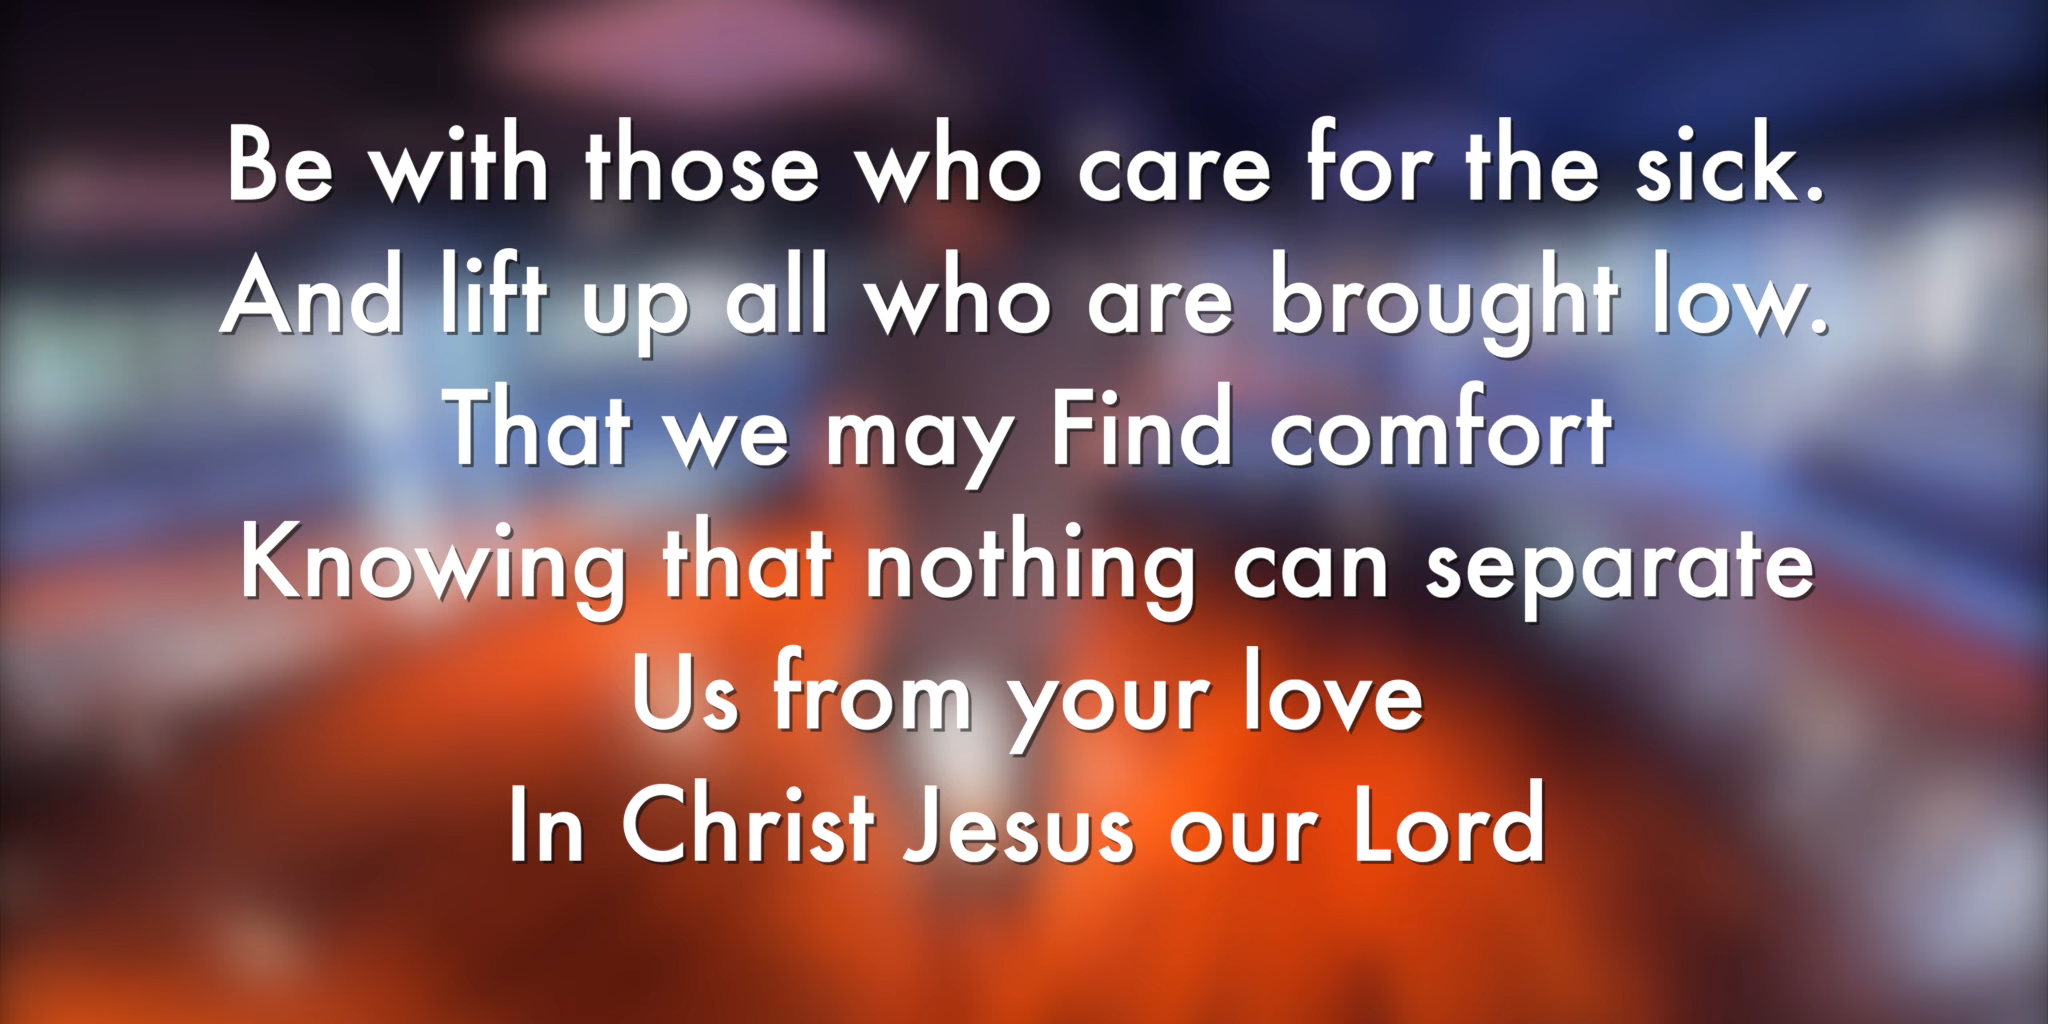 Be with those who care for the sick.
And lift up all who are brought low.
That we may Find comfort
Knowing that nothing can separate
Us from your love
In Christ Jesus our Lord